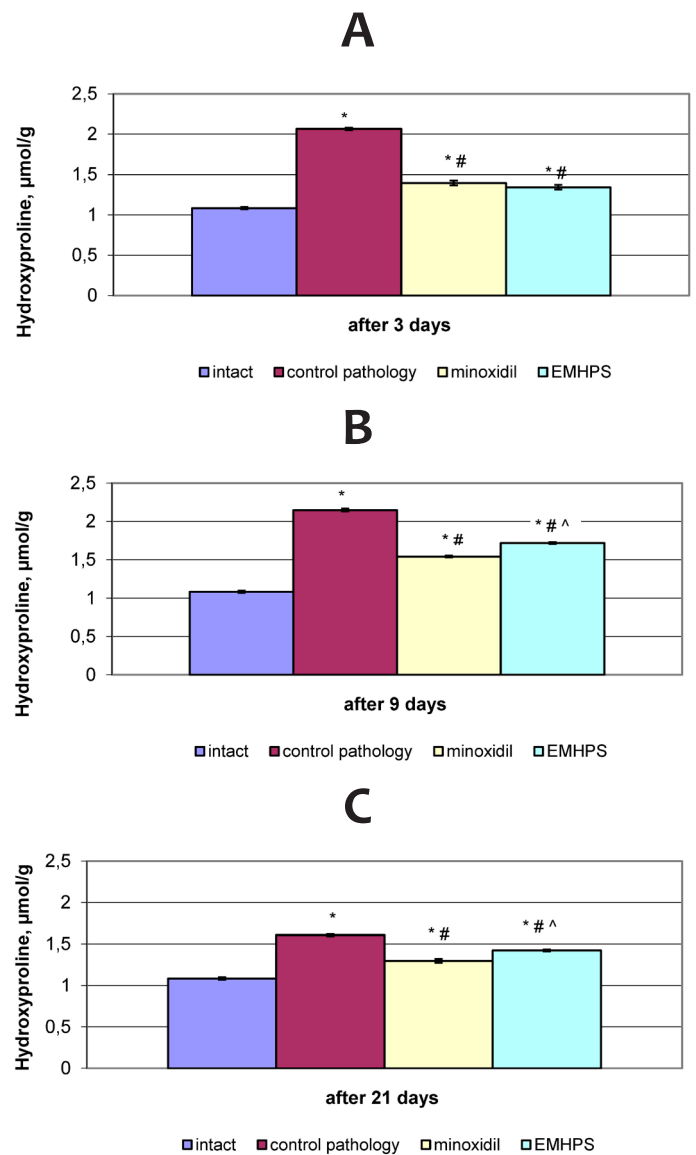 A
2,5
2
1,5
1
0,5
0
Hydroxyproline, µmol/g
*
* #
* #
after 3 days
intact control pathology minoxidil EMHPS
B
2,5
2
1,5
1
0,5
0
Hydroxyproline, µmol/g
*
* #
* # ^
after 9 days
intact control pathology minoxidil EMHPS
C
2,5
2
1,5
1
0,5
0
Hydroxyproline, µmol/g
*
* #
* # ^
after 21 days
intact control pathology minoxidil EMHPS